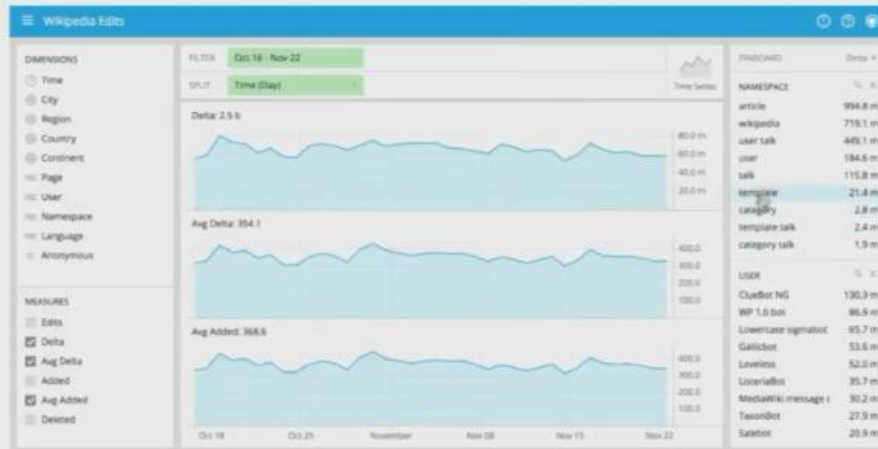 Wikipedia Edits
DIMENSIONS
Time
City
Region
Country
Continent
Page
User
Namespace
Language
Anonymous
MEASURES
Edits
Delta
Avg Delta
Added
Avg Added
Deleted
FILTER Oct 18 - Nov 22
SPLIT Time (Day)
Time Series
Delta: 2.5 b
80.0 m
60.0 m
40.0 m
20.0 m
Avg Delta: 354.1
400.0
300.0
200.0
100.0
Avg Added: 368.6
400.0
300.0
200.0
100.0
Oct 18 Oct 25 November Nov 08 Nov 15 Nov 22
PINBOARD Delta
NAMESPACE
article 994.8 m
wikipedia 719.1 m
user talk 449.1 m
user 184.6 m
talk 115.8 m
template 21.4 m
category 2.8 m
template talk 2.4 m
category talk 1.9 m
USER
ClueBot NG 130.3 m
WP 1.0 bot 86.9 m
Lowercase sigmabot 65.7 m
Gallicbot 53.6 m
Loveless 52.0 m
ListeriaBot 35.7 m
MediaWiki message 30.2 m
TaxonBot 27.9 m
Salebot 20.9 m